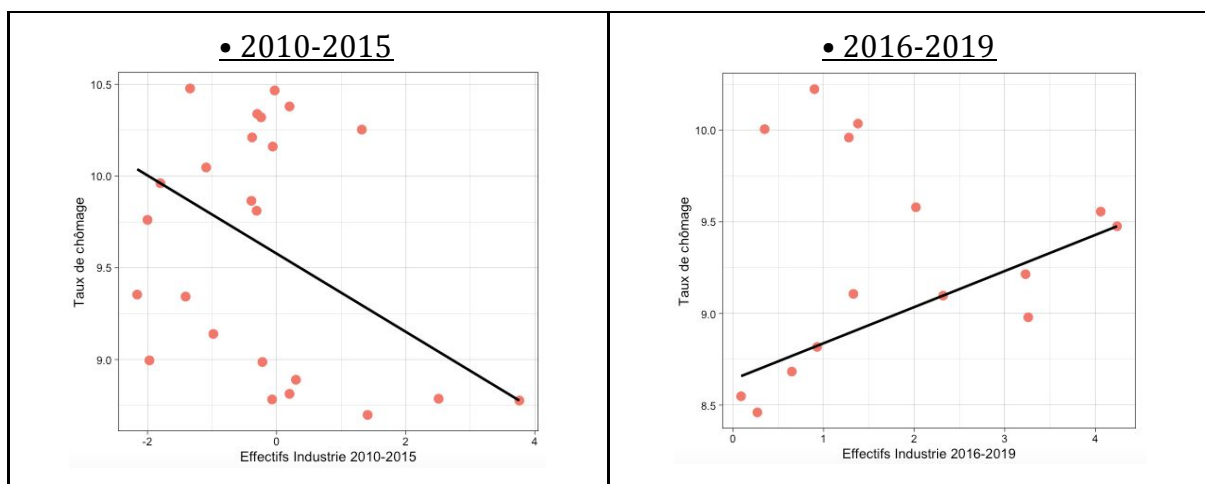 • 2010-2015
10.5
10.0
9.5
9.0
Taux de chômage
-2 0 2 4
Effectifs Industrie 2010-2015
• 2016-2019
10.0
9.5
9.0
8.5
Taux de chômage
0 1 2 3 4
Effectifs Industrie 2016-2019